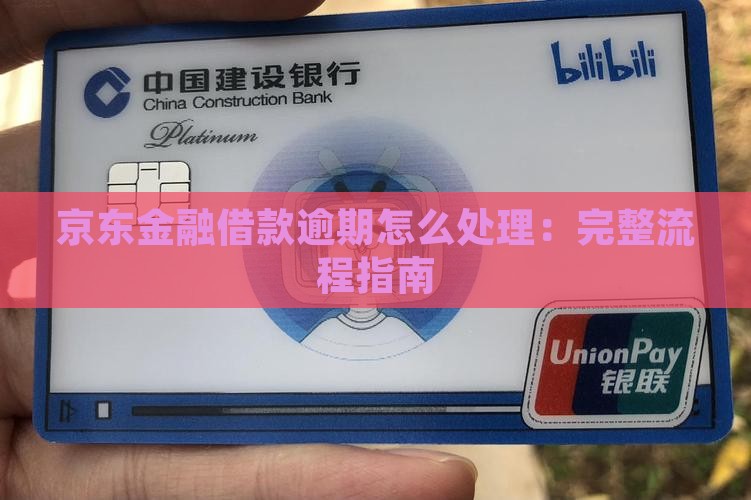 中国建设银行
China Construction Bank
bilibili
Platinum
京东金融借款逾期怎么处理：完整流
程指南
UnionPay
银联